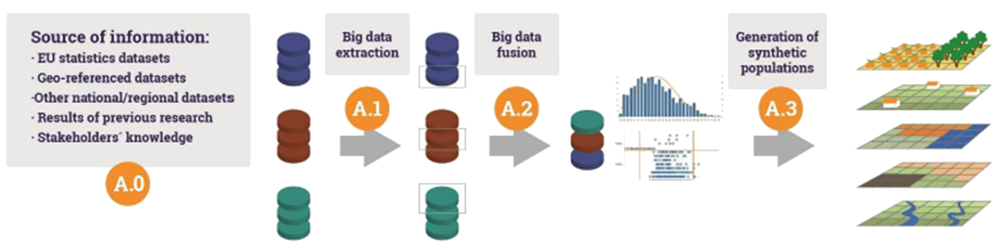 Source of information:
· EU statistics datasets
· Geo-referenced datasets
·Other national/regional datasets
· Results of previous research
· Stakeholders´ knowledge
A.0
Big data
extraction
A.1
Big data
fusion
A.2
Generation of
synthetic
populations
A.3